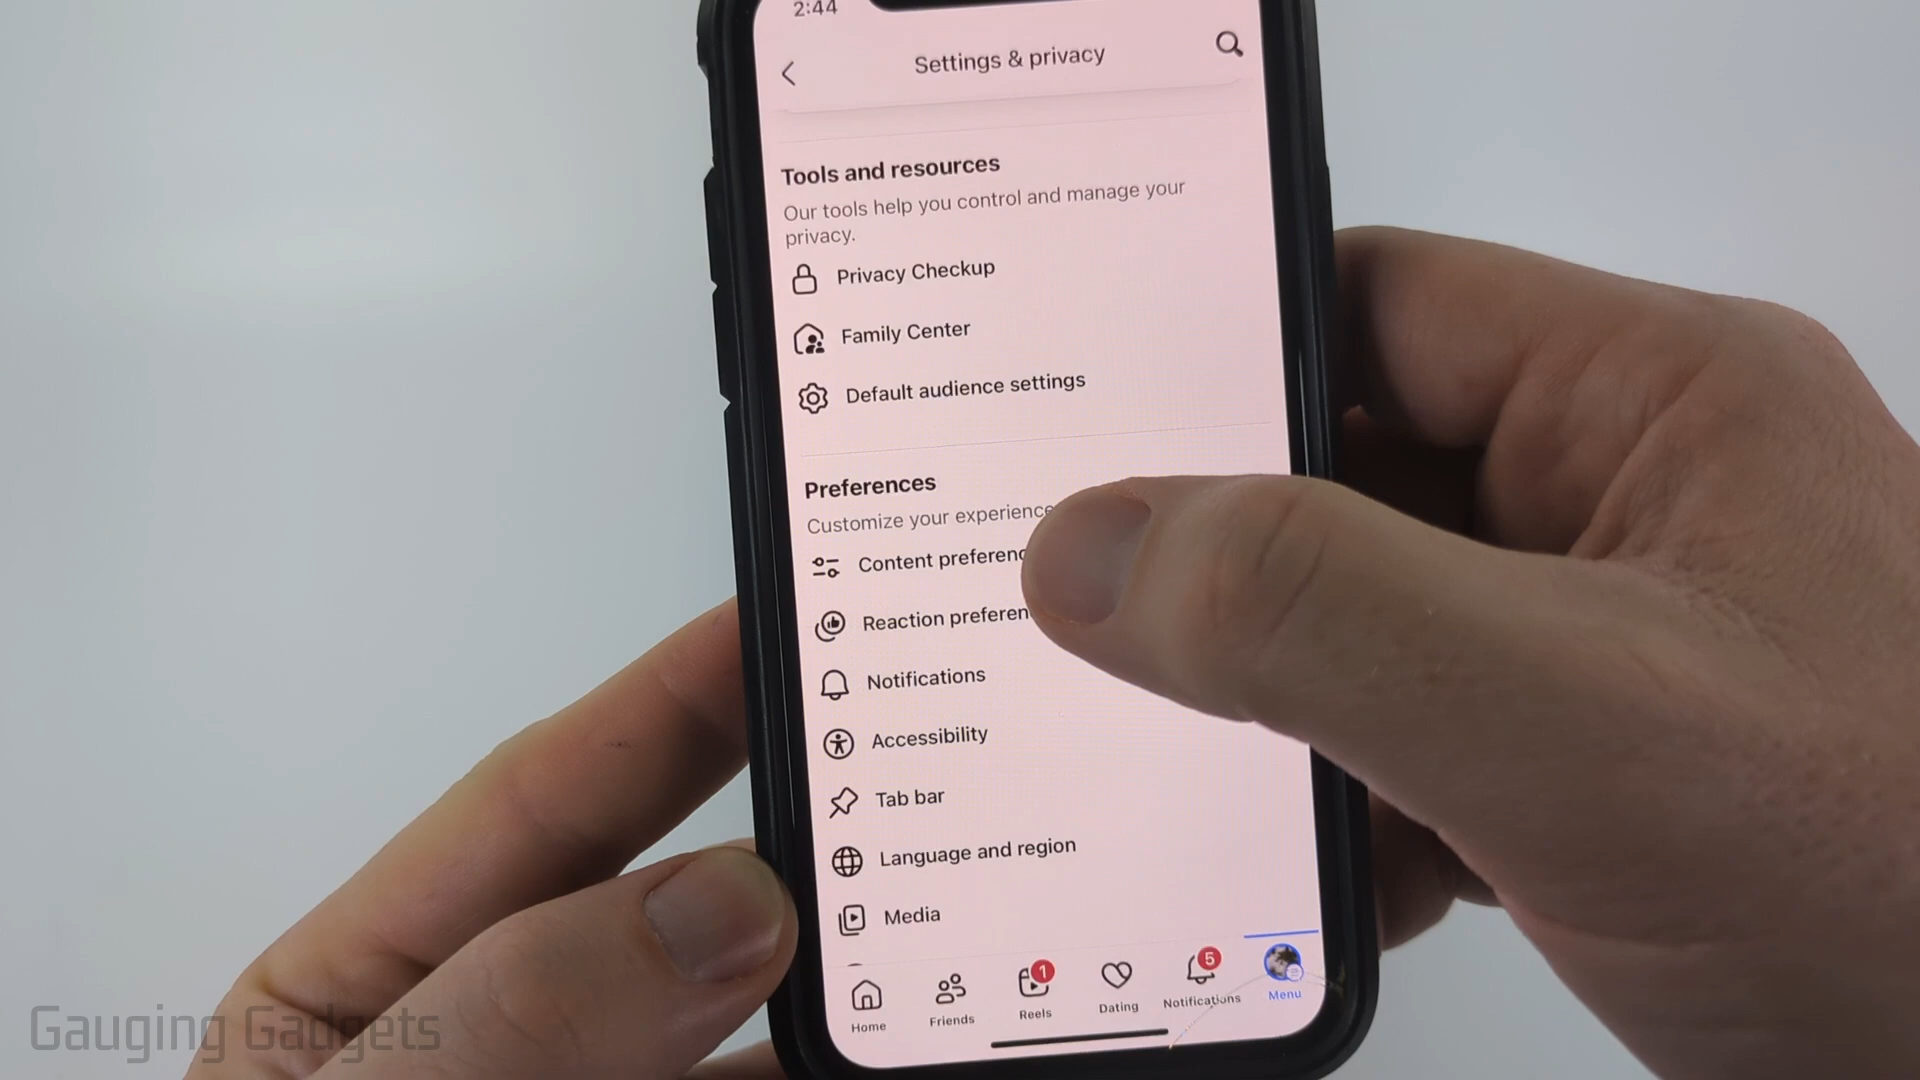 2:44
Settings & privacy
Tools and resources
Our tools help you control and manage your
privacy.
Privacy Checkup
Family Center
Default audience settings
Preferences
Customize your experience
Content preferenc
Reaction preferen
Notifications
Accessibility
Tab bar
Language and region
Media
1
5
Home
Friends
Reels
Dating
Notifications
Menu
Gauging Gadgets